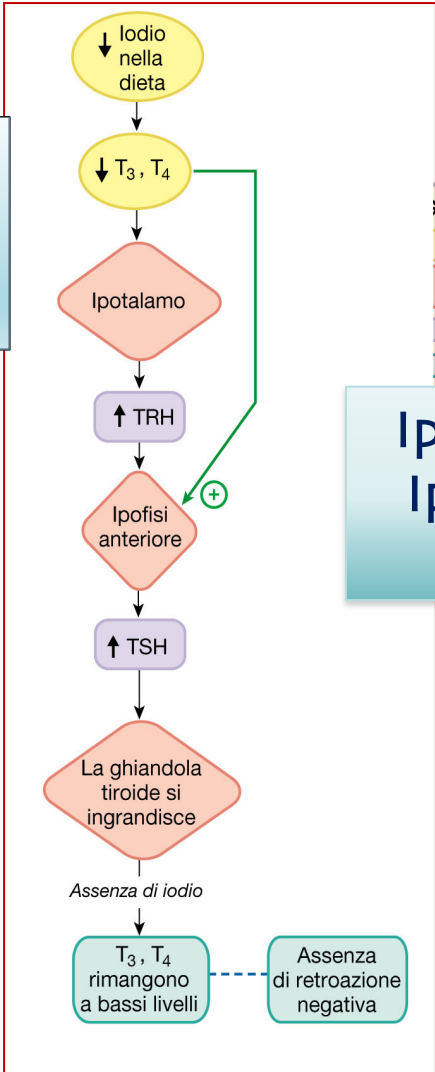 ↓ Iodio
nella
dieta
↓ T₃ , T₄
Ipotalamo
↑ TRH
+
Ipofisi
anteriore
↑ TSH
La ghiandola
tiroide si
ingrandisce
Assenza di iodio
T₃ , T₄
rimangono
a bassi livelli
Assenza
di retroazione
negativa